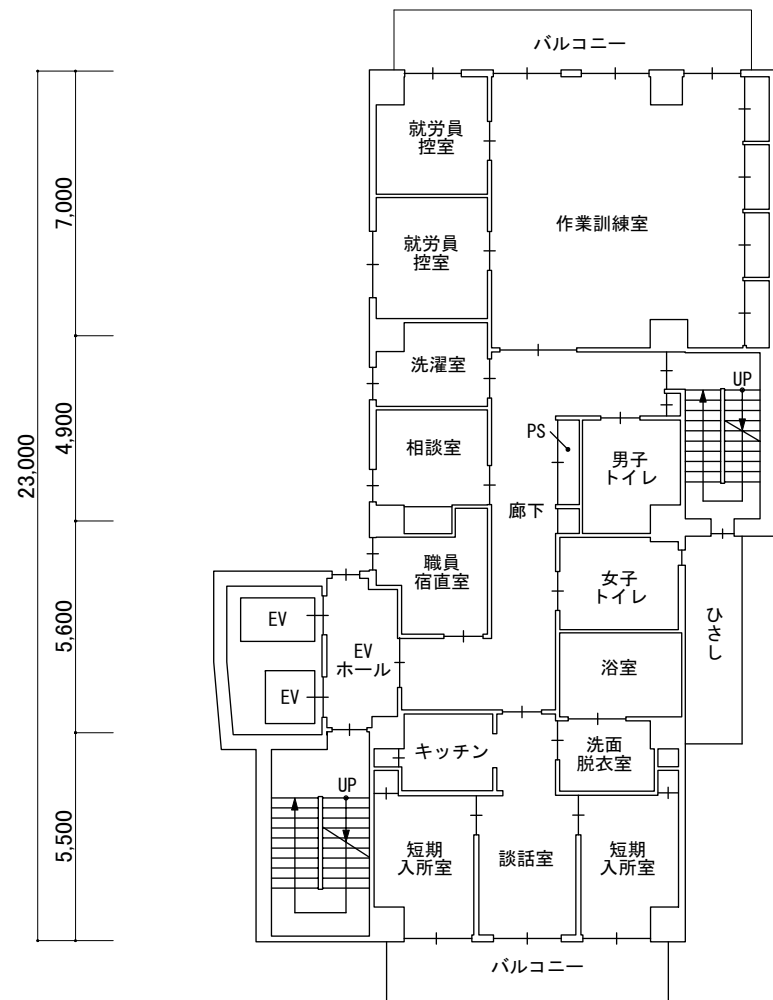 バルコニー
就労員
控室
7,000
作業訓練室
就労員
控室
洗濯室
UP
4,900
23,000
PS
相談室
男子
トイレ
廊下
職員
宿直室
女子
トイレ
ひさし
EV
5,600
EV
ホール
浴室
EV
キッチン
洗面
脱衣室
UP
5,500
短期
入所室
談話室
短期
入所室
バルコニー